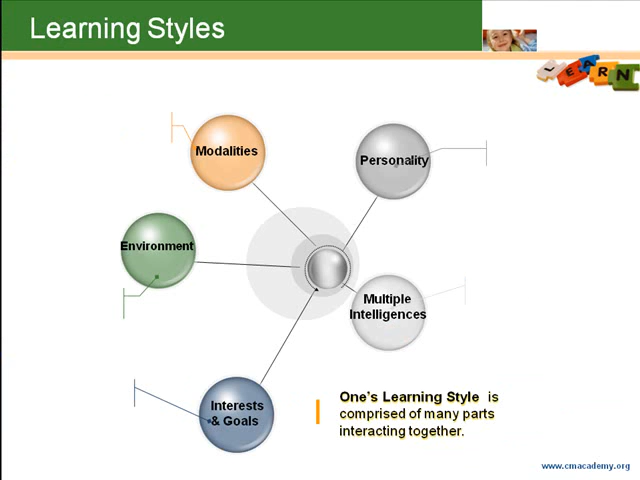 Learning Styles
LEARN
Modalities
Personality
Environment
Multiple
Intelligences
Interests
& Goals
One's Learning Style is
comprised of many parts
interacting together.
www.cmacademy.org